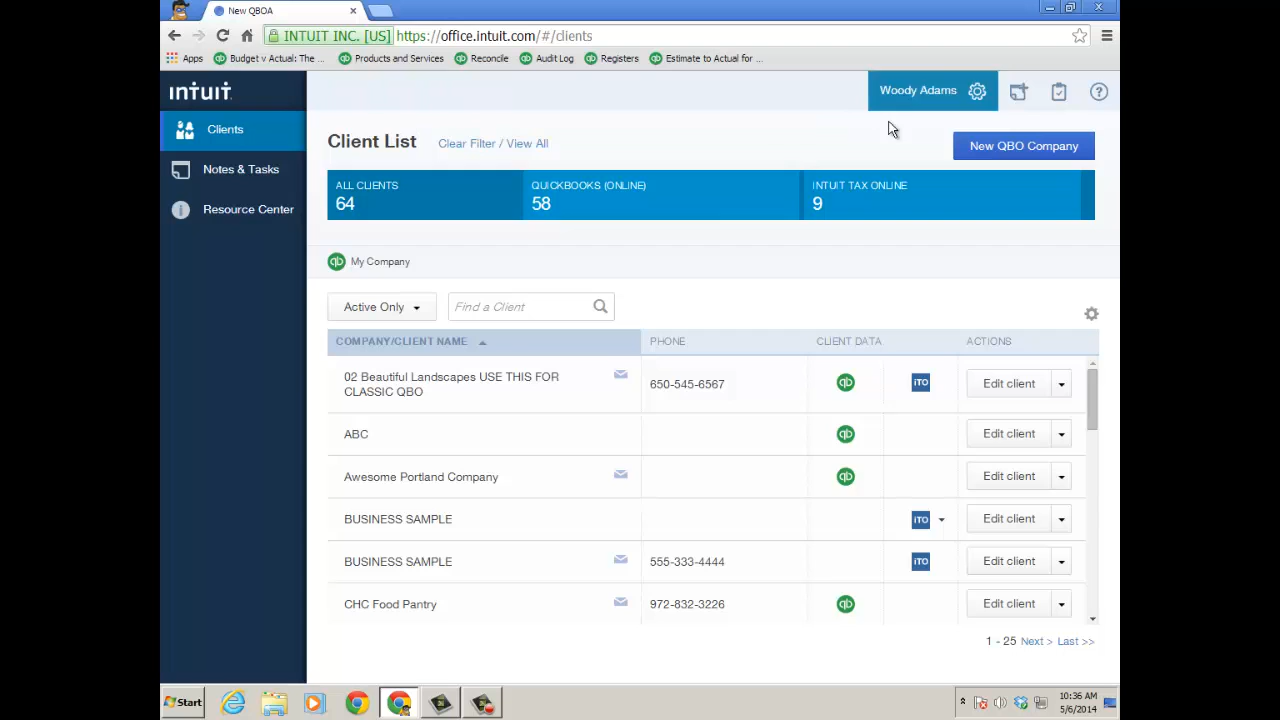 New QBOA
INTUIT INC. [US] https://office.intuit.com/#/clients
Apps Budget v Actual: The ... Products and Services Reconcile Audit Log Registers Estimate to Actual for ...
intuit
Woody Adams
Clients
Notes & Tasks
Resource Center
Client List Clear Filter / View All
New QBO Company
ALL CLIENTS QUICKBOOKS (ONLINE) INTUIT TAX ONLINE
64 58 9
qb My Company
Active Only Find a Client
COMPANY/CLIENT NAME PHONE CLIENT DATA ACTIONS
02 Beautiful Landscapes USE THIS FOR
CLASSIC QBO 650-545-6567 qb iTO Edit client
ABC qb Edit client
Awesome Portland Company qb Edit client
BUSINESS SAMPLE iTO Edit client
BUSINESS SAMPLE 555-333-4444 iTO Edit client
CHC Food Pantry 972-832-3226 qb Edit client
1 - 25 Next > Last >>
Start
10:36 AM
5/6/2014